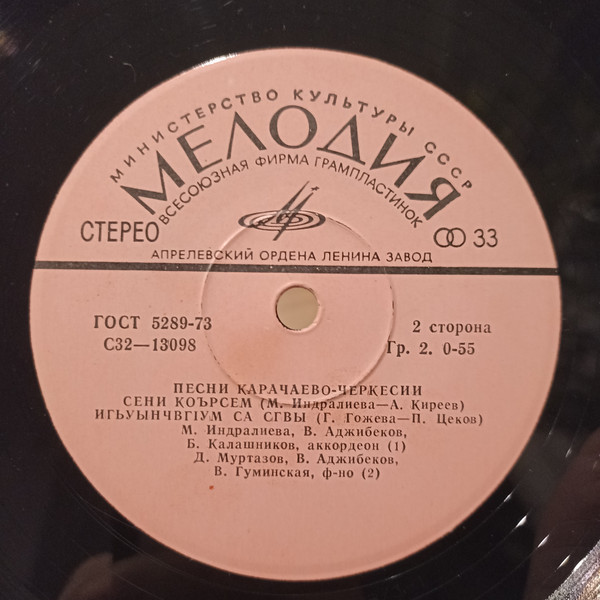 МИНИСТЕРСТВО КУЛЬТУРЫ СССР
МЕЛОДИЯ
ВСЕСОЮЗНАЯ ФИРМА ГРАМПЛАСТИНОК
СТЕРЕО
33
АПРЕЛЕВСКИЙ ОРДЕНА ЛЕНИНА ЗАВОД
ГОСТ 5289-73
2 сторона
С32—13098
Гр. 2. 0-55
ПЕСНИ КАРАЧАЕВО-ЧЕРКЕСИИ
СЕНИ ҚОЪРСЕМ (М. Индралиева—А. Киреев)
ИГЬУЫНЧВГIУМ СА СГВЫ (Г. Гожева—П. Цеков)
М. Индралиева, В. Аджибеков,
Б. Калашников, аккордеон (1)
Д. Муртазов, В. Аджибеков,
В. Гуминская, ф-но (2)